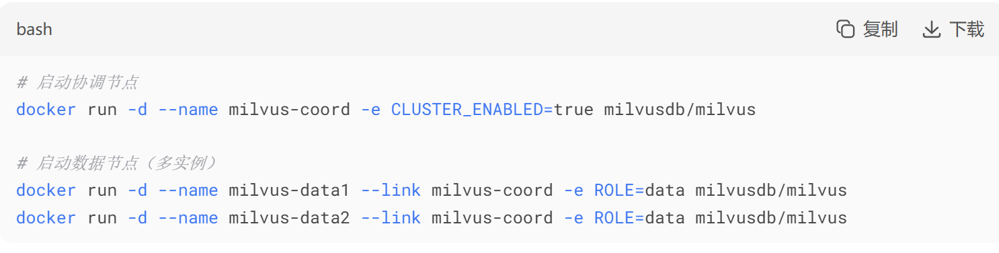 bash
复制
下载
# 启动协调节点
docker run -d --name milvus-coord -e CLUSTER_ENABLED=true milvusdb/milvus
# 启动数据节点（多实例）
docker run -d --name milvus-data1 --link milvus-coord -e ROLE=data milvusdb/milvus
docker run -d --name milvus-data2 --link milvus-coord -e ROLE=data milvusdb/milvus